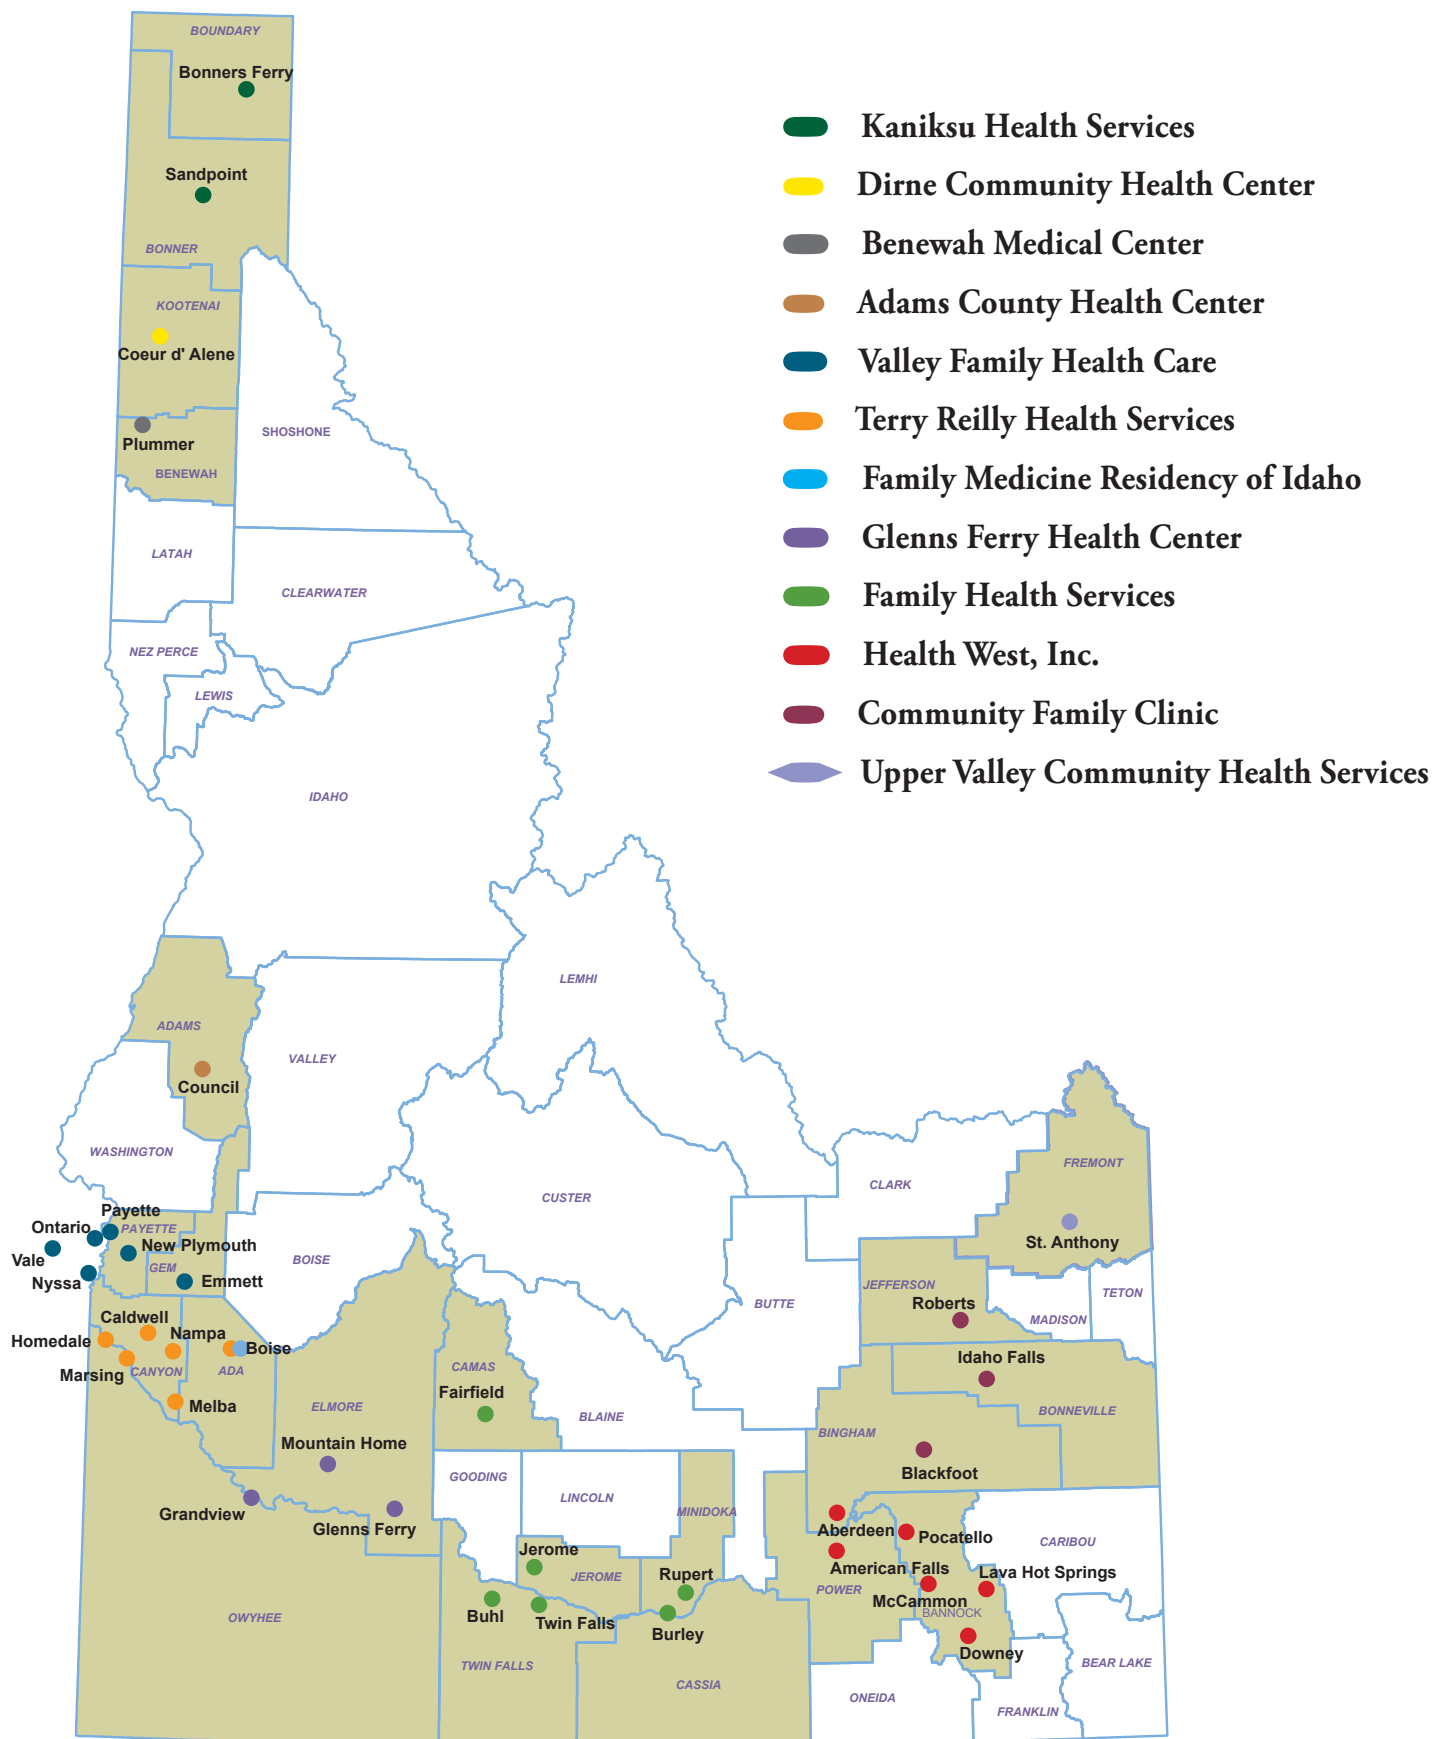 BOUNDARY
Bonners Ferry
Sandpoint
BONNER
KOOTENAI
Coeur d' Alene
Plummer
BENEWAH
SHOSHONE
LATAH
CLEARWATER
NEZ PERCE
LEWIS
IDAHO
Kaniksu Health Services
Dirne Community Health Center
Benewah Medical Center
Adams County Health Center
Valley Family Health Care
Terry Reilly Health Services
Family Medicine Residency of Idaho
Glenns Ferry Health Center
Family Health Services
Health West, Inc.
Community Family Clinic
Upper Valley Community Health Services
LEMHI
ADAMS
VALLEY
Council
WASHINGTON
CUSTER
CLARK
FREMONT
St. Anthony
Payette
Ontario
PAYETTE
New Plymouth
Vale
GEM
Nyssa
Emmett
BOISE
BUTTE
JEFFERSON
Roberts
TETON
MADISON
Caldwell
Nampa
Homedale
Boise
Marsing
CANYON
ADA
Melba
CAMAS
Fairfield
ELMORE
BLAINE
Idaho Falls
BONNEVILLE
BINGHAM
Blackfoot
Mountain Home
Grandview
Glenns Ferry
GOODING
LINCOLN
MINIDOKA
Aberdeen
Pocatello
CARIBOU
American Falls
Lava Hot Springs
POWER
McCammon
BANNOCK
Downey
Jerome
JEROME
Rupert
Buhl
Twin Falls
Burley
OWYHEE
TWIN FALLS
CASSIA
ONEIDA
BEAR LAKE
FRANKLIN